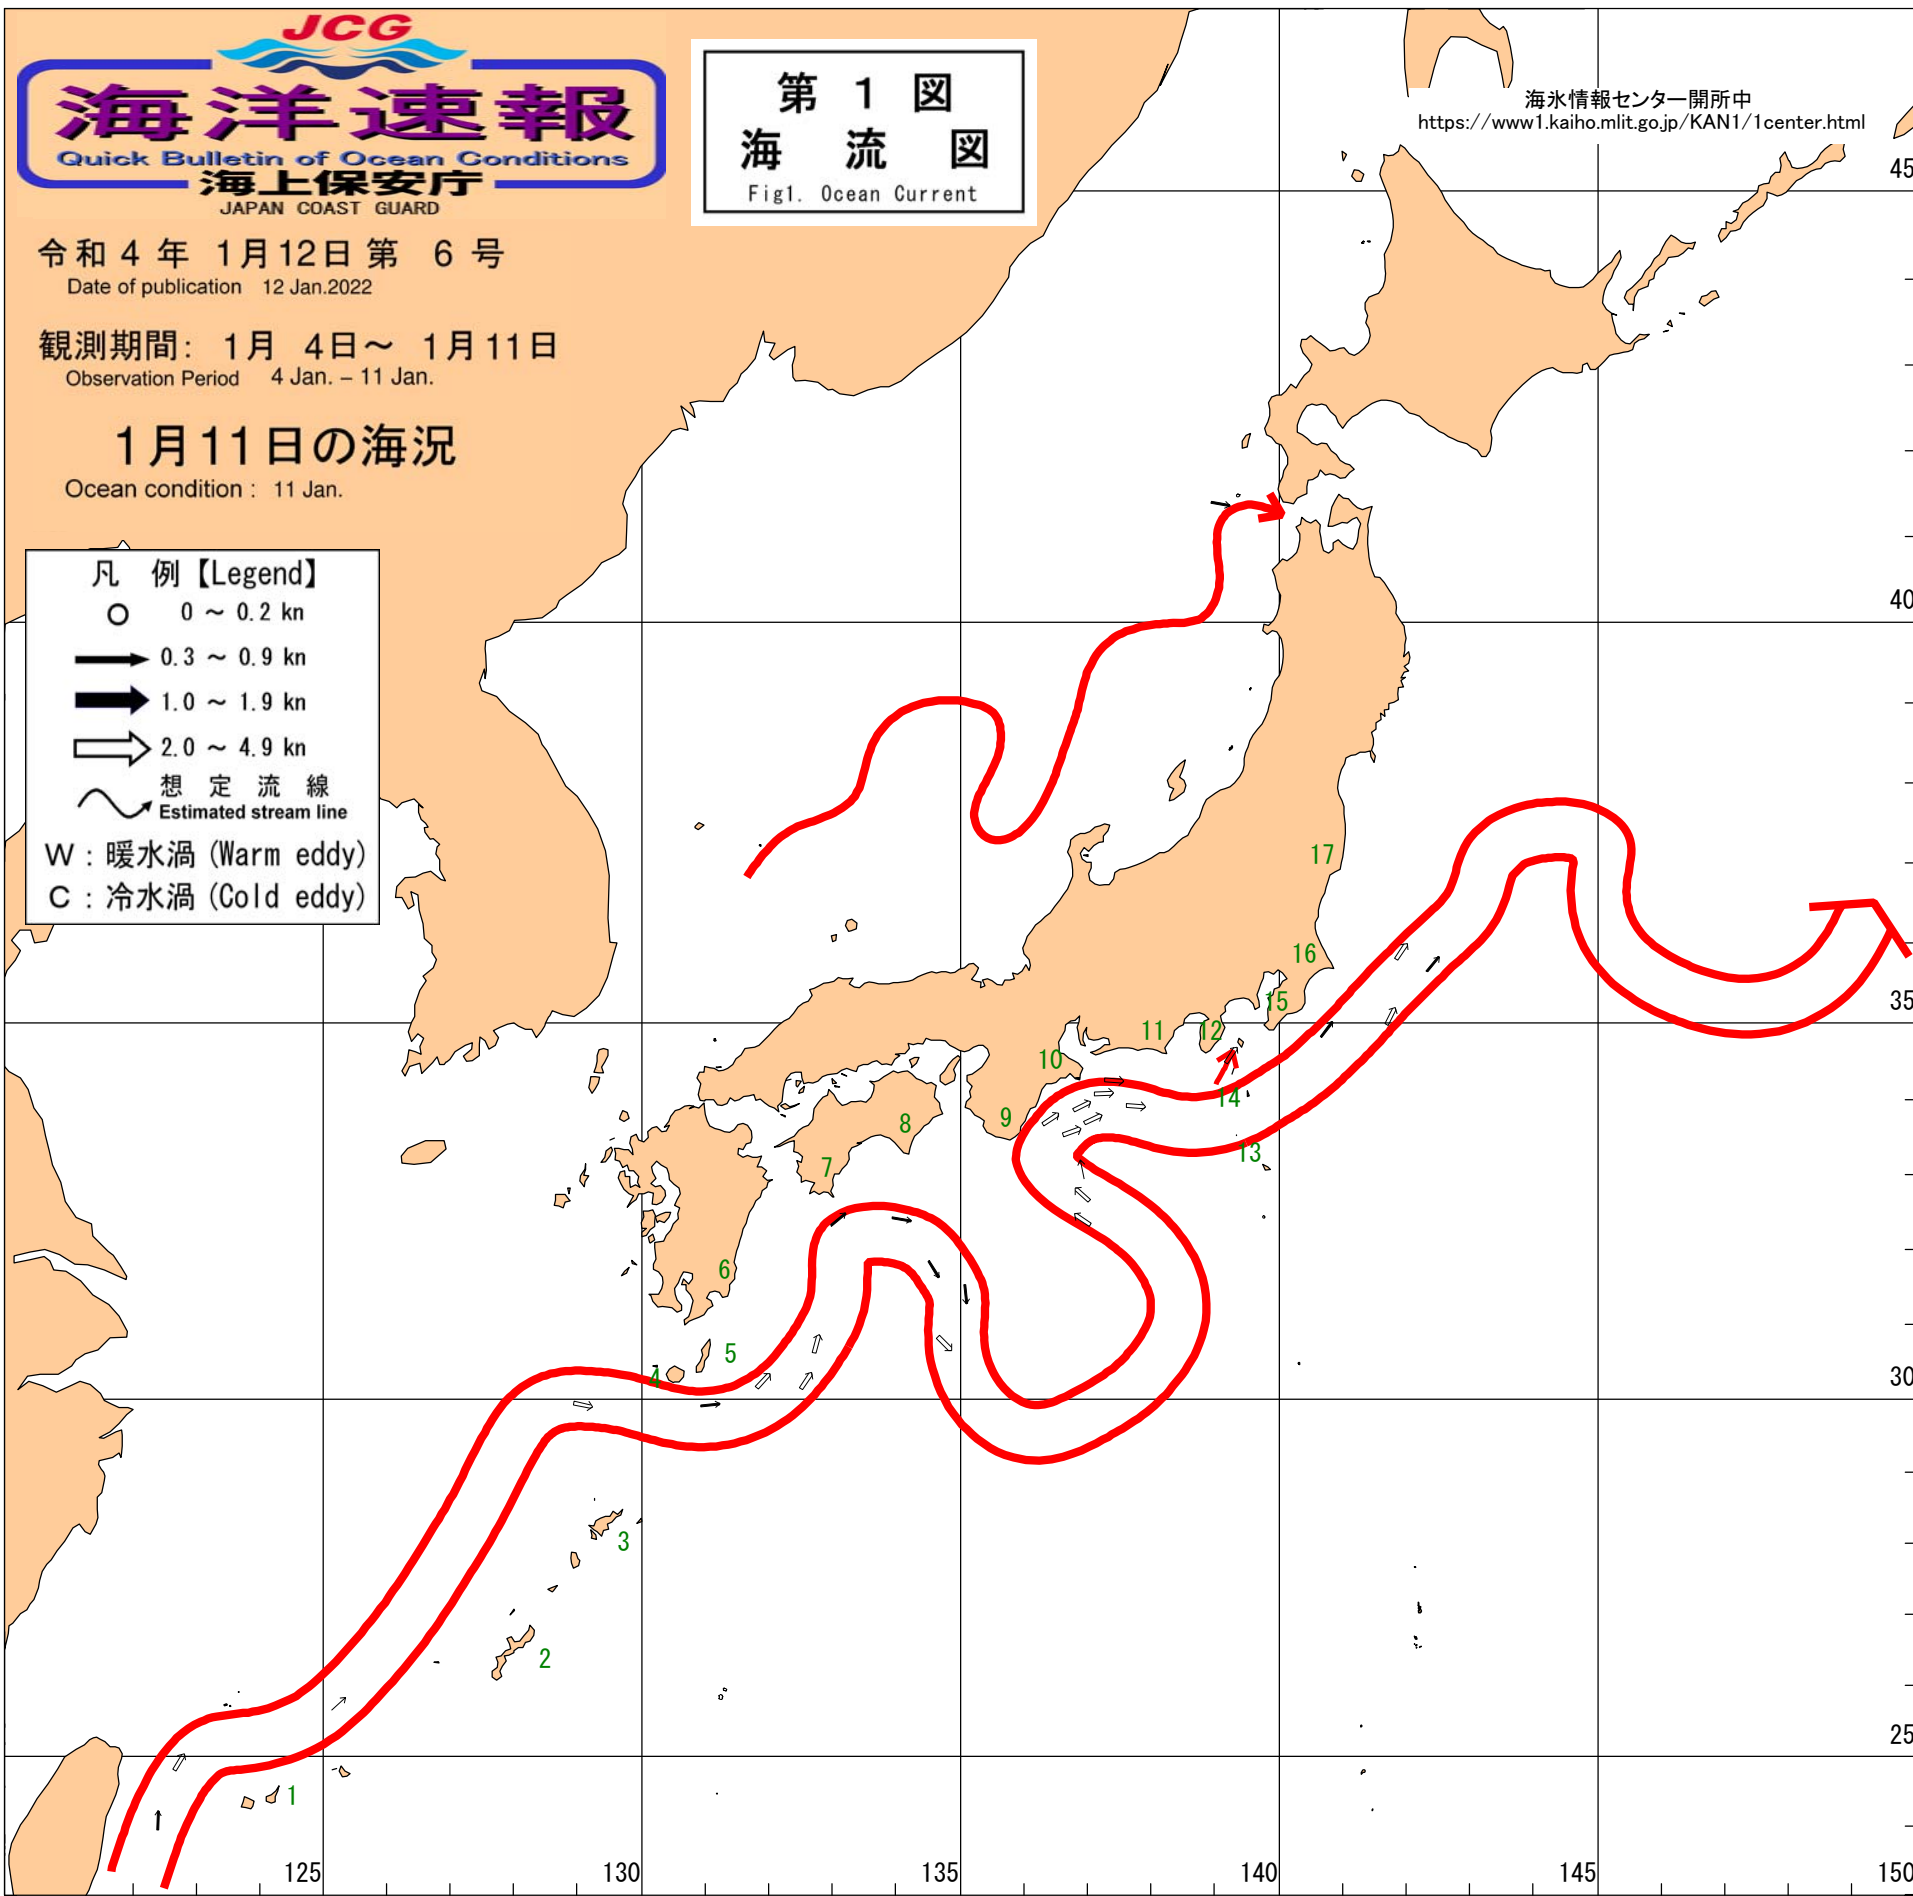 JCG
海洋速報
Quick Bulletin of Ocean Conditions
海上保安庁
JAPAN COAST GUARD
第 1 図
海 流 図
Fig1. Ocean Current
海氷情報センター開所中
https://www1.kaiho.mlit.go.jp/KAN1/1center.html
令和 4 年 1月12日 第 6 号
Date of publication 12 Jan.2022
観測期間: 1月 4日～ 1月11日
Observation Period 4 Jan. – 11 Jan.
1月11日の海況
Ocean condition : 11 Jan.
凡 例【Legend】
0 ～ 0.2 kn
0.3 ～ 0.9 kn
1.0 ～ 1.9 kn
2.0 ～ 4.9 kn
想 定 流 線
Estimated stream line
W : 暖水渦 (Warm eddy)
C : 冷水渦 (Cold eddy)
45
40
17
16
35
15
12
11
10
14
9
8
13
7
6
5
4
30
3
2
25
1
125
130
135
140
145
150